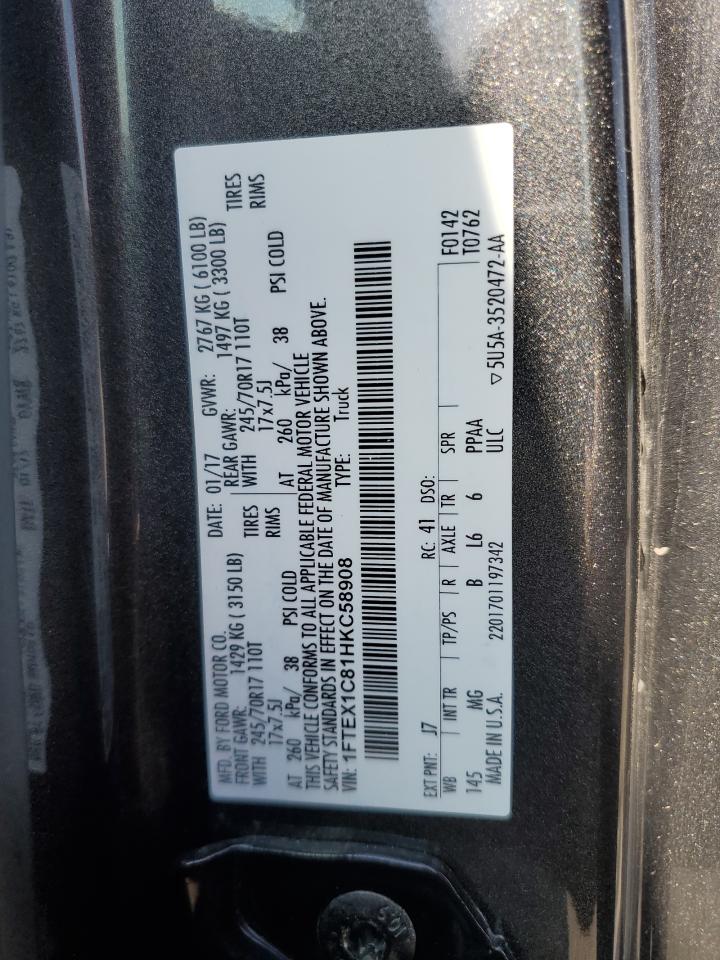 MFD. BY FORD MOTOR CO. DATE: 01/17 GVWR: 2767 KG ( 6100 LB)
FRONT GAWR: 1429 KG ( 3150 LB) REAR GAWR: 1497 KG ( 3300 LB)
WITH 245/70R17 110T TIRES WITH 245/70R17 110T TIRES
17x7.5J RIMS 17x7.5J RIMS
AT 260 kPa/ 38 PSI COLD AT 260 kPa/ 38 PSI COLD
THIS VEHICLE CONFORMS TO ALL APPLICABLE FEDERAL MOTOR VEHICLE
SAFETY STANDARDS IN EFFECT ON THE DATE OF MANUFACTURE SHOWN ABOVE.
VIN: 1FTEX1C81HKC58908 TYPE: Truck
EXT PNT: J7 RC: 41 DSO: F0142
WB INT TR TP/PS R AXLE TR SPR T0762
145 MG B L6 6 PPAA
MADE IN U.S.A. 2201701197342 ULC ▽5U5A-3520472-AA